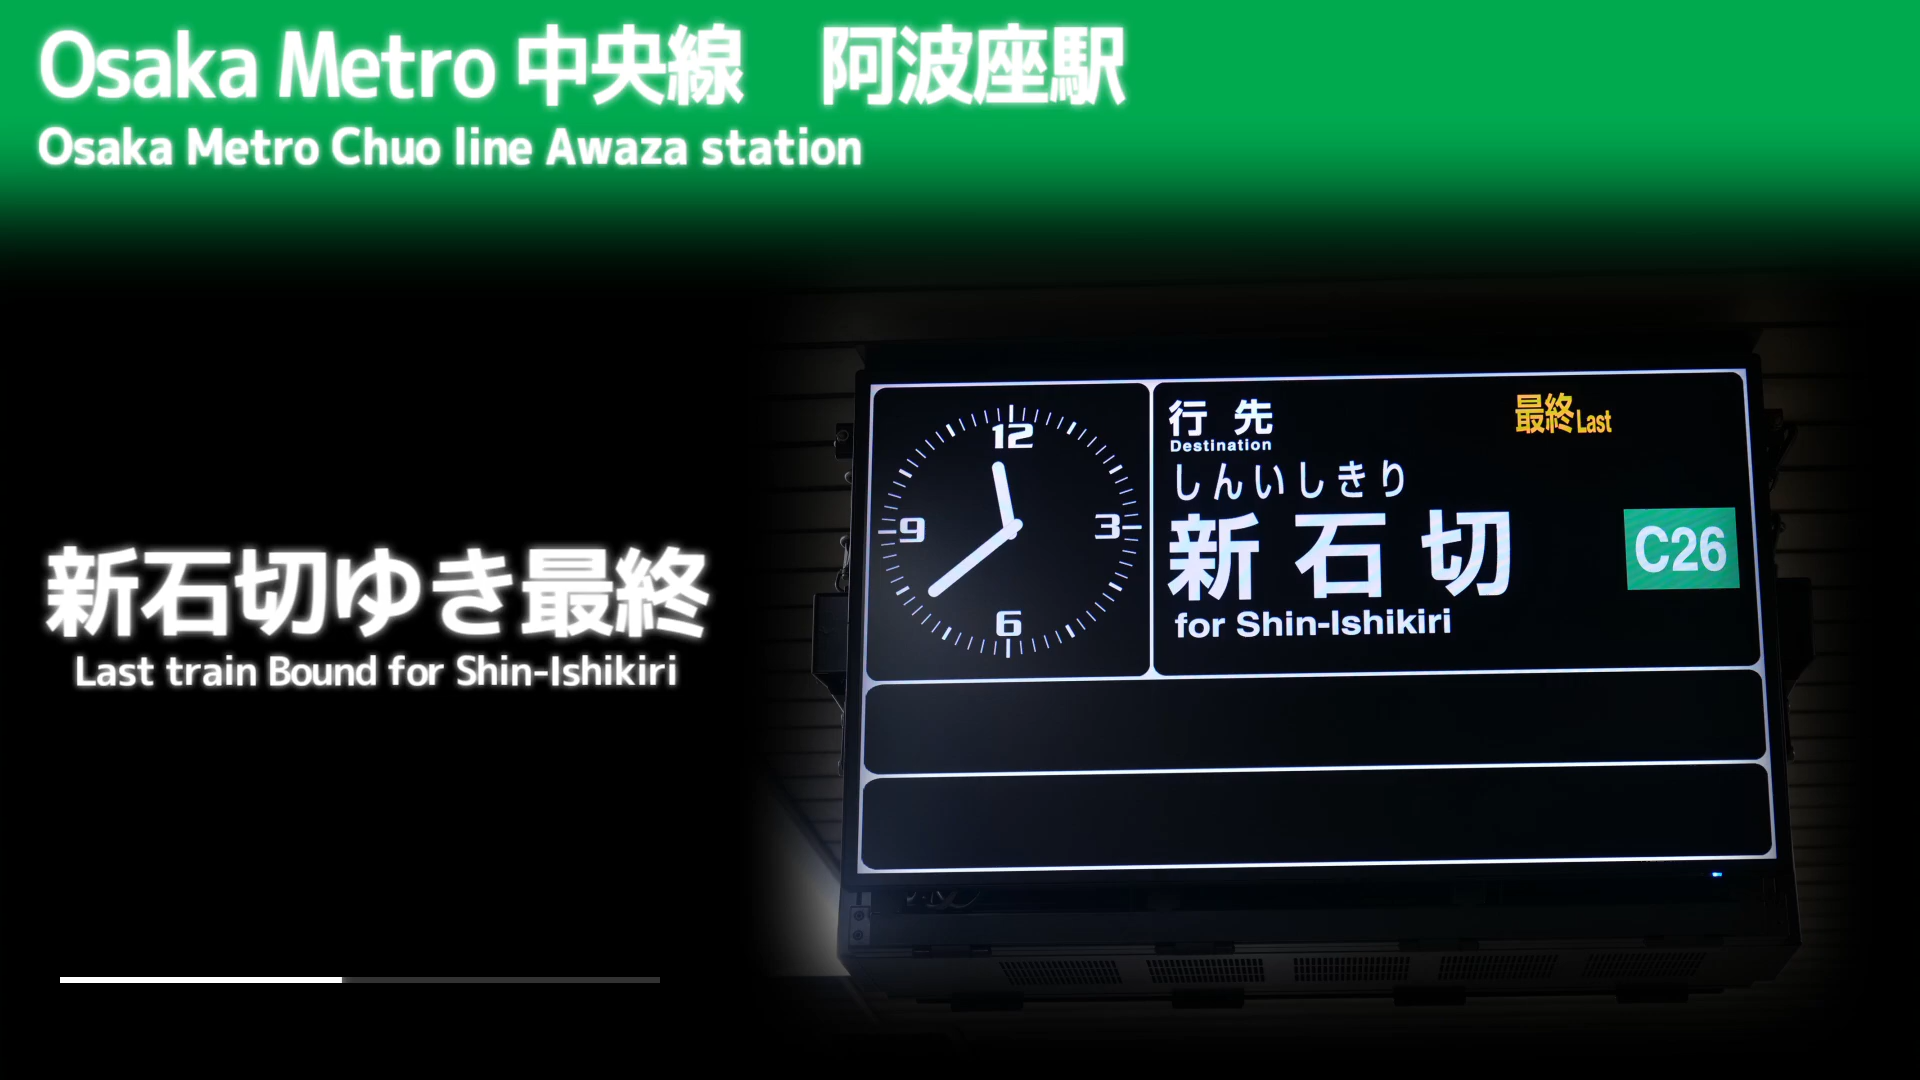 Osaka Metro 中央線　阿波座駅
Osaka Metro Chuo line Awaza station
新石切ゆき最終
Last train Bound for Shin-Ishikiri
12
3
6
9
行先
Destination
最終Last
しんいしきり
新石切
C26
for Shin-Ishikiri